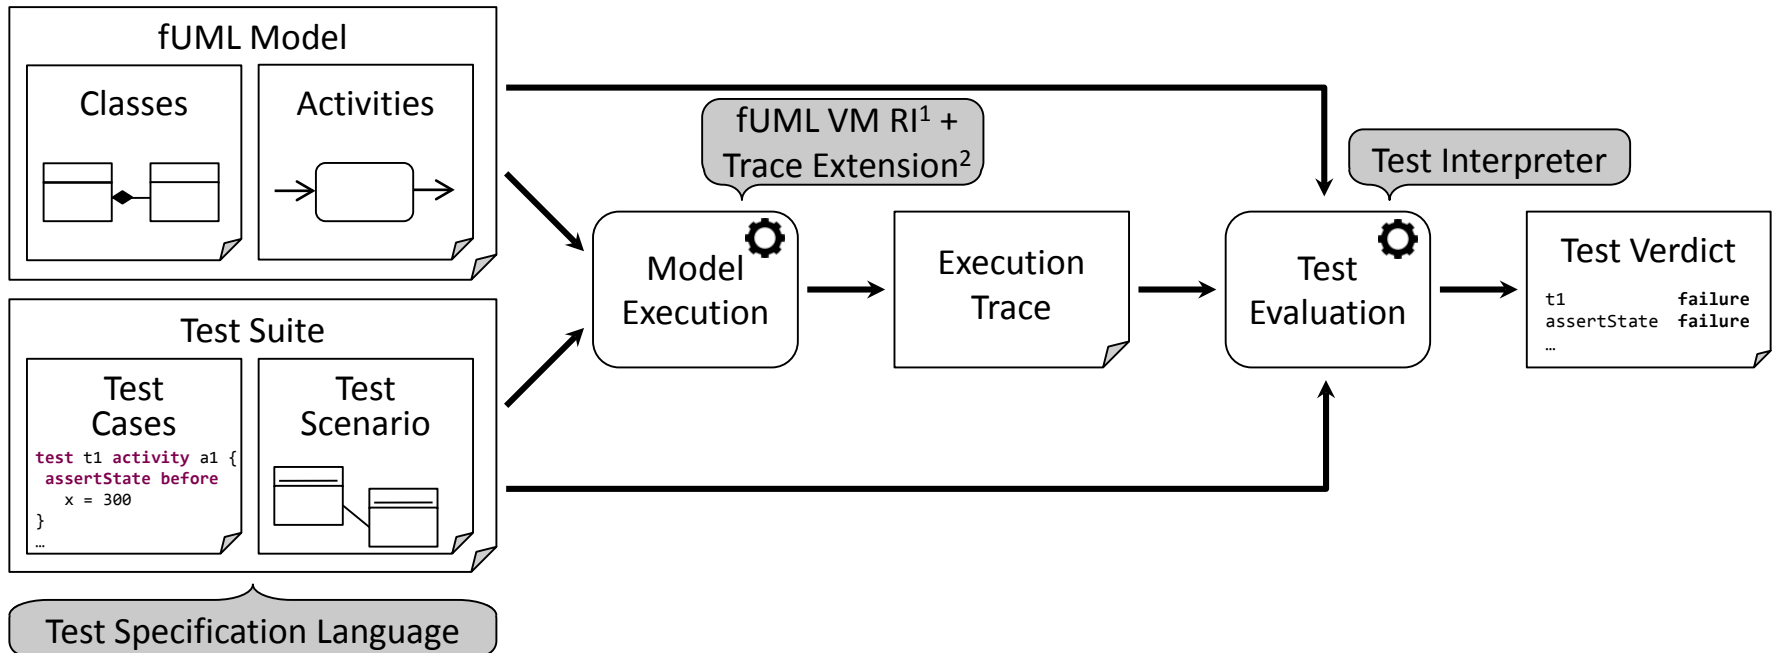 fUML Model
Classes
Activities
Test Suite
Test
Cases
test t1 activity a1 {
assertState before
x = 300
}
…
Test
Scenario
Test Specification Language
fUML VM RI¹ +
Trace Extension²
Model
Execution
Execution
Trace
Test Interpreter
Test
Evaluation
Test Verdict
t1 failure
assertState failure
…